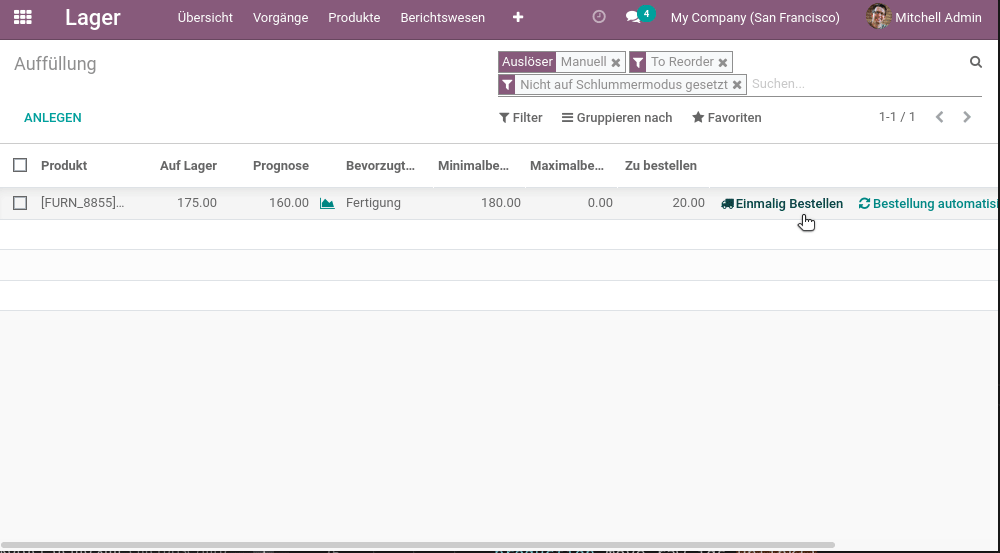 Lager Übersicht Vorgänge Produkte Berichtswesen 4 My Company (San Francisco) Mitchell Admin
Auffüllung
Auslöser Manuell To Reorder
Nicht auf Schlummermodus gesetzt Suchen...
ANLEGEN Filter Gruppieren nach Favoriten 1-1 / 1
Produkt Auf Lager Prognose Bevorzugt... Minimalbe... Maximalbe... Zu bestellen
[FURN_8855]... 175.00 160.00 Fertigung 180.00 0.00 20.00 Einmalig Bestellen Bestellung automatisi